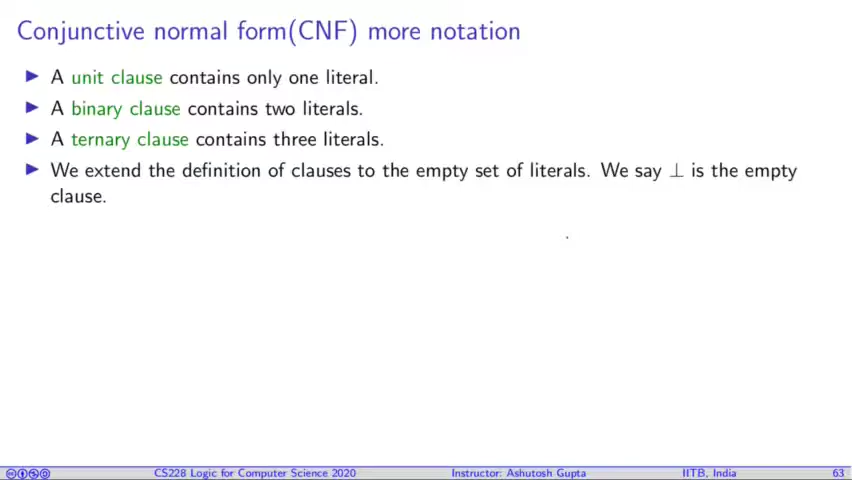 Conjunctive normal form(CNF) more notation
▶ A unit clause contains only one literal.
▶ A binary clause contains two literals.
▶ A ternary clause contains three literals.
▶ We extend the definition of clauses to the empty set of literals. We say ⊥ is the empty
clause.
CS228 Logic for Computer Science 2020 Instructor: Ashutosh Gupta IITB, India 63